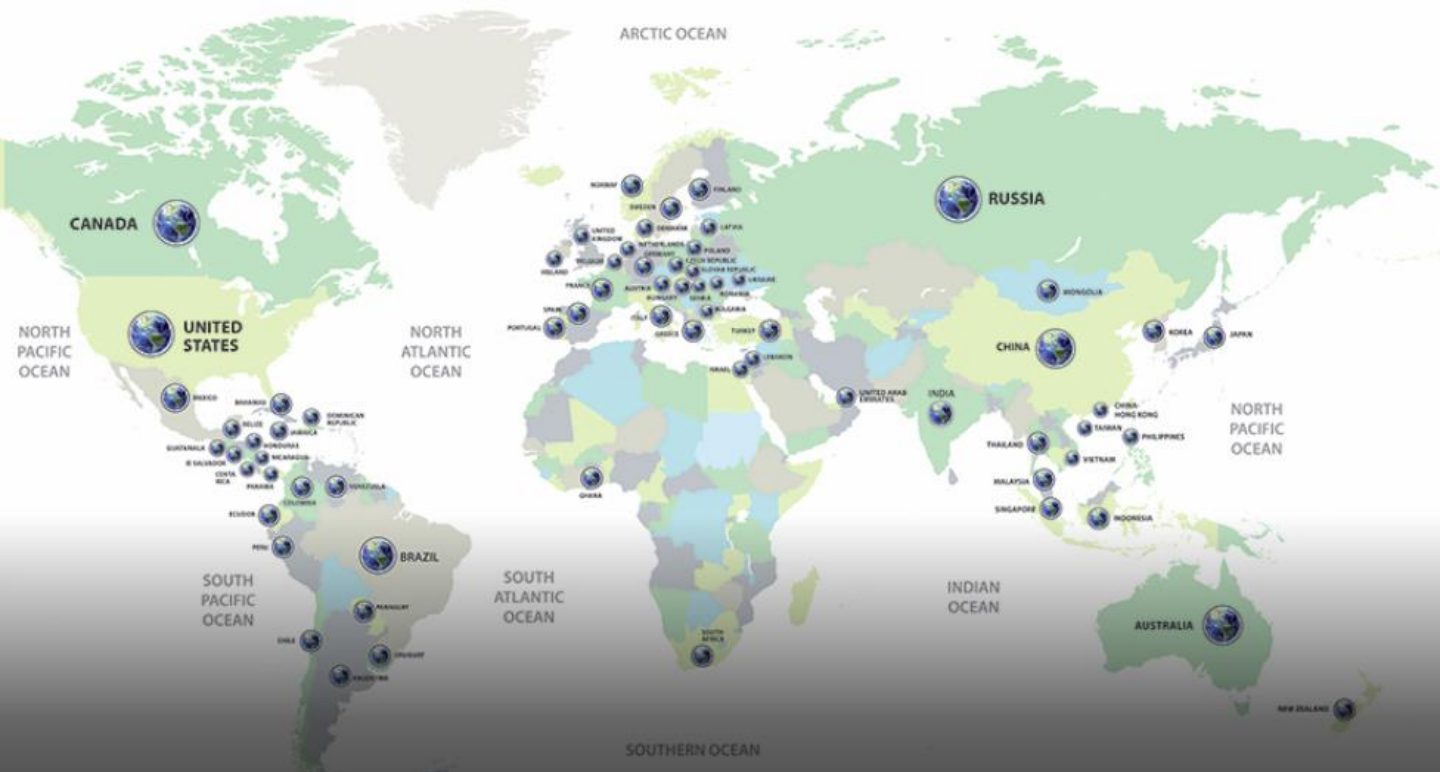 ARCTIC OCEAN
CANADA
RUSSIA
NORWAY
FINLAND
SWEDEN
DENMARK
LATVIA
UNITED
KINGDOM
NETHERLANDS
POLAND
IRELAND
BELGIUM
GERMANY
CZECH REPUBLIC
SLOVAK REPUBLIC
UKRAINE
FRANCE
AUSTRIA
HUNGARY
ROMANIA
SPAIN
ITALY
BULGARIA
PORTUGAL
GREECE
TURKEY
MONGOLIA
NORTH
PACIFIC
OCEAN
UNITED
STATES
NORTH
ATLANTIC
OCEAN
CHINA
KOREA
JAPAN
LEBANON
ISRAEL
MEXICO
BAHAMAS
UNITED ARAB
EMIRATES
INDIA
DOMINICAN
REPUBLIC
CHINA-
HONG KONG
NORTH
PACIFIC
OCEAN
BELIZE
JAMAICA
TAIWAN
PHILIPPINES
GUATEMALA
HONDURAS
THAILAND
EL SALVADOR
NICARAGUA
VIETNAM
COSTA
RICA
PANAMA
VENEZUELA
MALAYSIA
GHANA
COLOMBIA
ECUADOR
SINGAPORE
INDONESIA
PERU
BRAZIL
SOUTH
PACIFIC
OCEAN
SOUTH
ATLANTIC
OCEAN
INDIAN
OCEAN
PARAGUAY
AUSTRALIA
CHILE
SOUTH
AFRICA
URUGUAY
ARGENTINA
NEW ZEALAND
SOUTHERN OCEAN